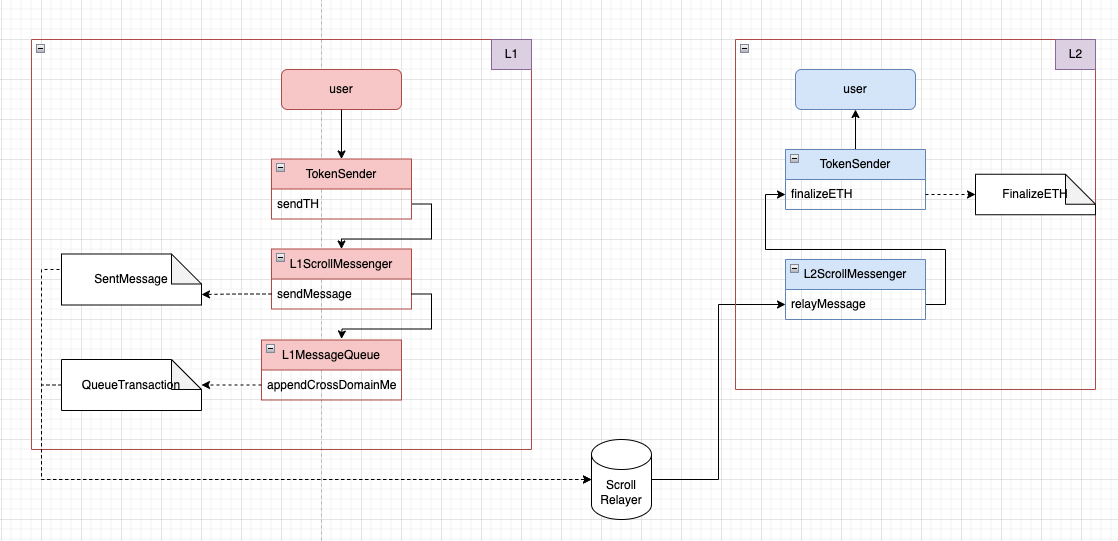 L1
user
TokenSender
sendTH
L1ScrollMessenger
sendMessage
SentMessage
L1MessageQueue
appendCrossDomainMe
QueueTransaction
Scroll
Relayer
L2
user
TokenSender
finalizeETH
FinalizeETH
L2ScrollMessenger
relayMessage